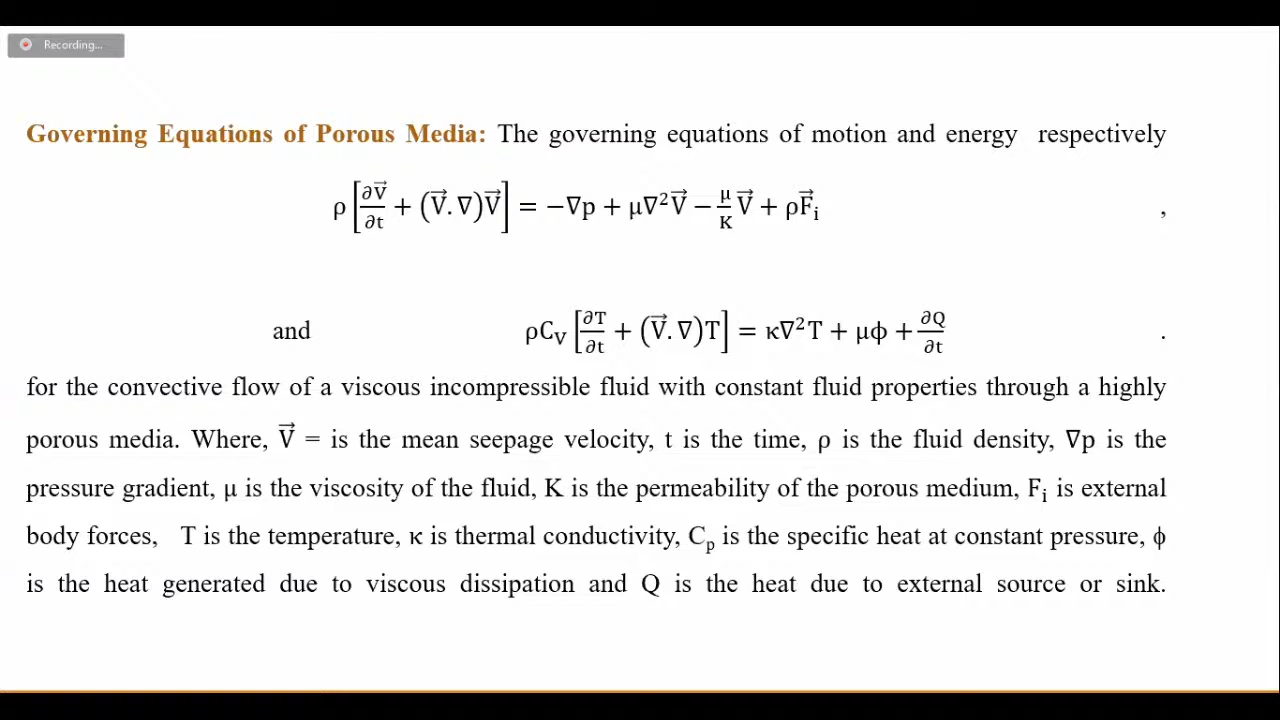 Recording...
Governing Equations of Porous Media: The governing equations of motion and energy respectively
ρ[∂V⃗/∂t + (V⃗.∇)V⃗] = −∇p + μ∇²V⃗ − μ/K V⃗ + ρF⃗ᵢ ,
and ρC_V[∂T/∂t + (V⃗.∇)T] = κ∇²T + μϕ + ∂Q/∂t .
for the convective flow of a viscous incompressible fluid with constant fluid properties through a highly
porous media. Where, V⃗ = is the mean seepage velocity, t is the time, ρ is the fluid density, ∇p is the
pressure gradient, μ is the viscosity of the fluid, K is the permeability of the porous medium, Fᵢ is external
body forces, T is the temperature, κ is thermal conductivity, Cₚ is the specific heat at constant pressure, ϕ
is the heat generated due to viscous dissipation and Q is the heat due to external source or sink.